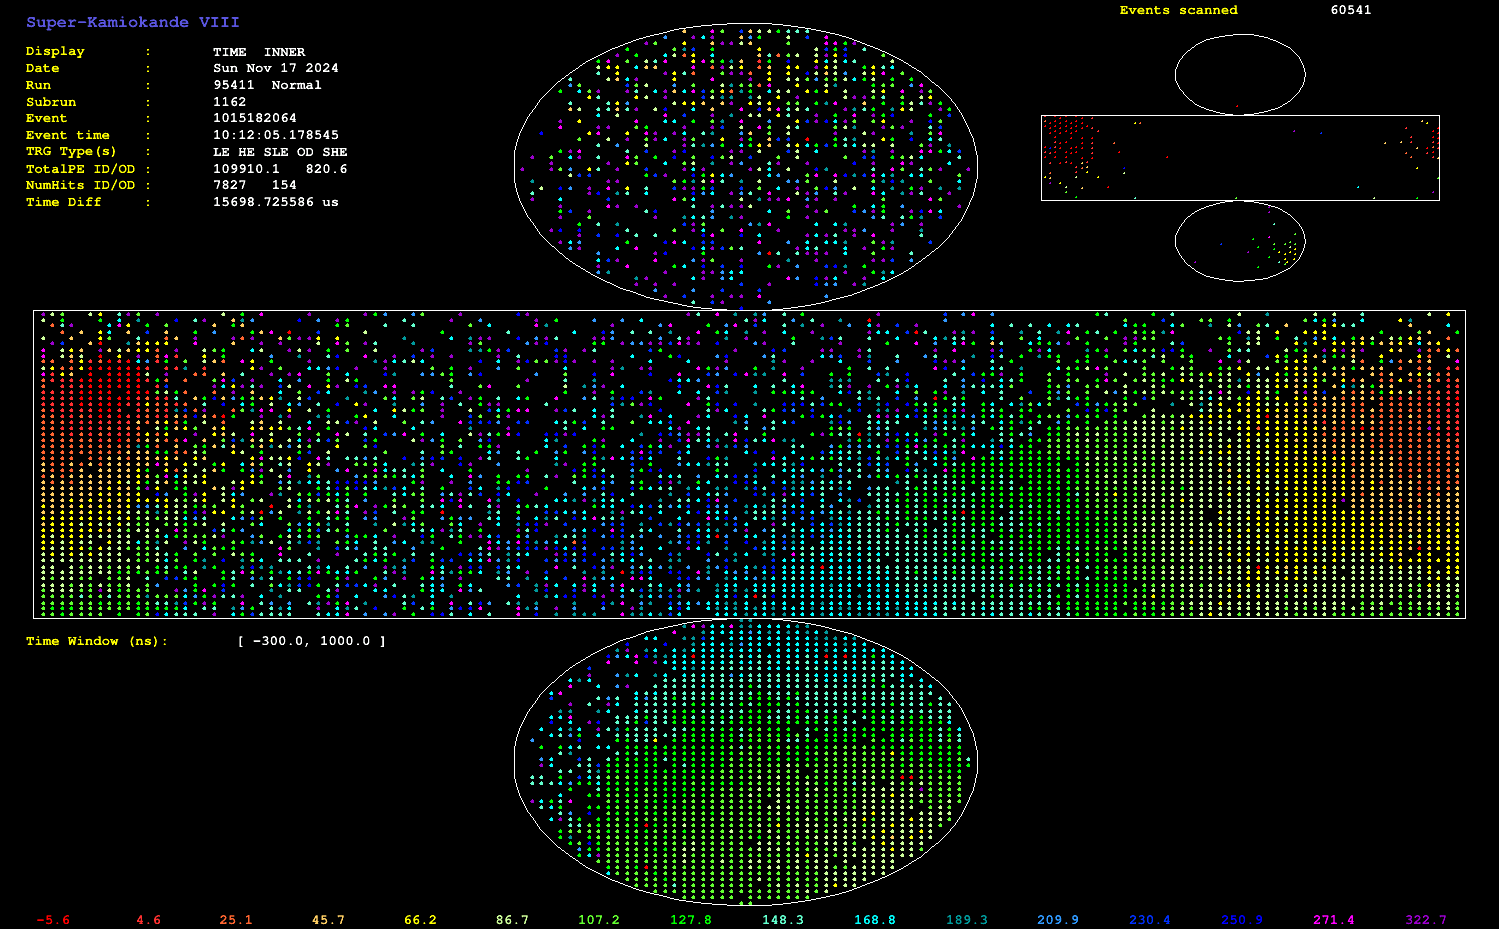 Super-Kamiokande VIII
Events scanned 60541
Display : TIME INNER
Date : Sun Nov 17 2024
Run : 95411 Normal
Subrun : 1162
Event : 1015182064
Event time : 10:12:05.178545
TRG Type(s) : LE HE SLE OD SHE
TotalPE ID/OD : 109910.1 820.6
NumHits ID/OD : 7827 154
Time Diff : 15698.725586 us
Time Window (ns): [ -300.0, 1000.0 ]
-5.6 4.6 25.1 45.7 66.2 86.7 107.2 127.8 148.3 168.8 189.3 209.9 230.4 250.9 271.4 322.7